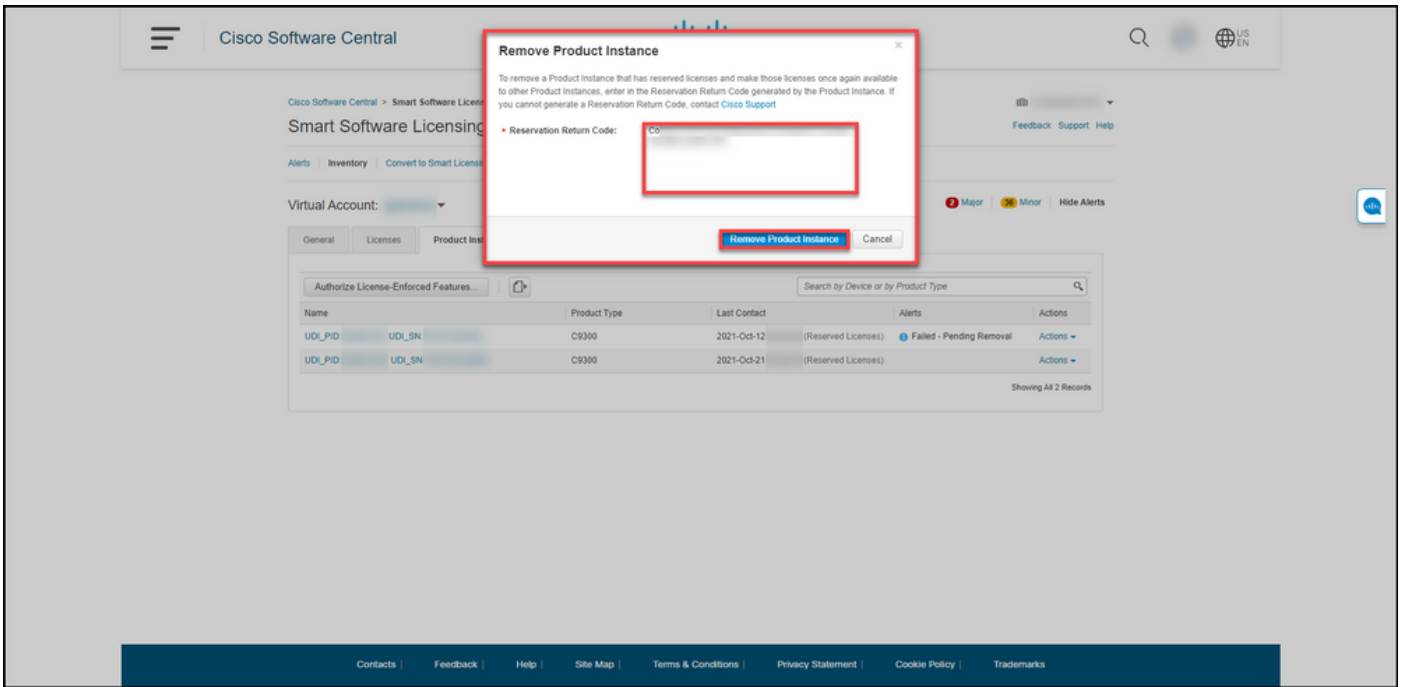 Cisco Software Central
US
EN
Remove Product Instance
To remove a Product Instance that has reserved licenses and make those licenses once again available
to other Product Instances, enter in the Reservation Return Code generated by the Product Instance. If
you cannot generate a Reservation Return Code, contact Cisco Support
* Reservation Return Code: Co
Remove Product Instance Cancel
Cisco Software Central > Smart Software Licens
Smart Software Licensing
Feedback Support Help
Alerts | Inventory | Convert to Smart Licensin
Virtual Account:
2 Major | 36 Minor | Hide Alerts
General Licenses Product Inst
Authorize License-Enforced Features...
Search by Device or by Product Type
Name Product Type Last Contact Alerts Actions
UDI_PID: UDI_SN: C9300 2021-Oct-12 (Reserved Licenses) Failed - Pending Removal Actions
UDI_PID: UDI_SN: C9300 2021-Oct-21 (Reserved Licenses) Actions
Showing All 2 Records
Contacts | Feedback | Help | Site Map | Terms & Conditions | Privacy Statement | Cookie Policy | Trademarks